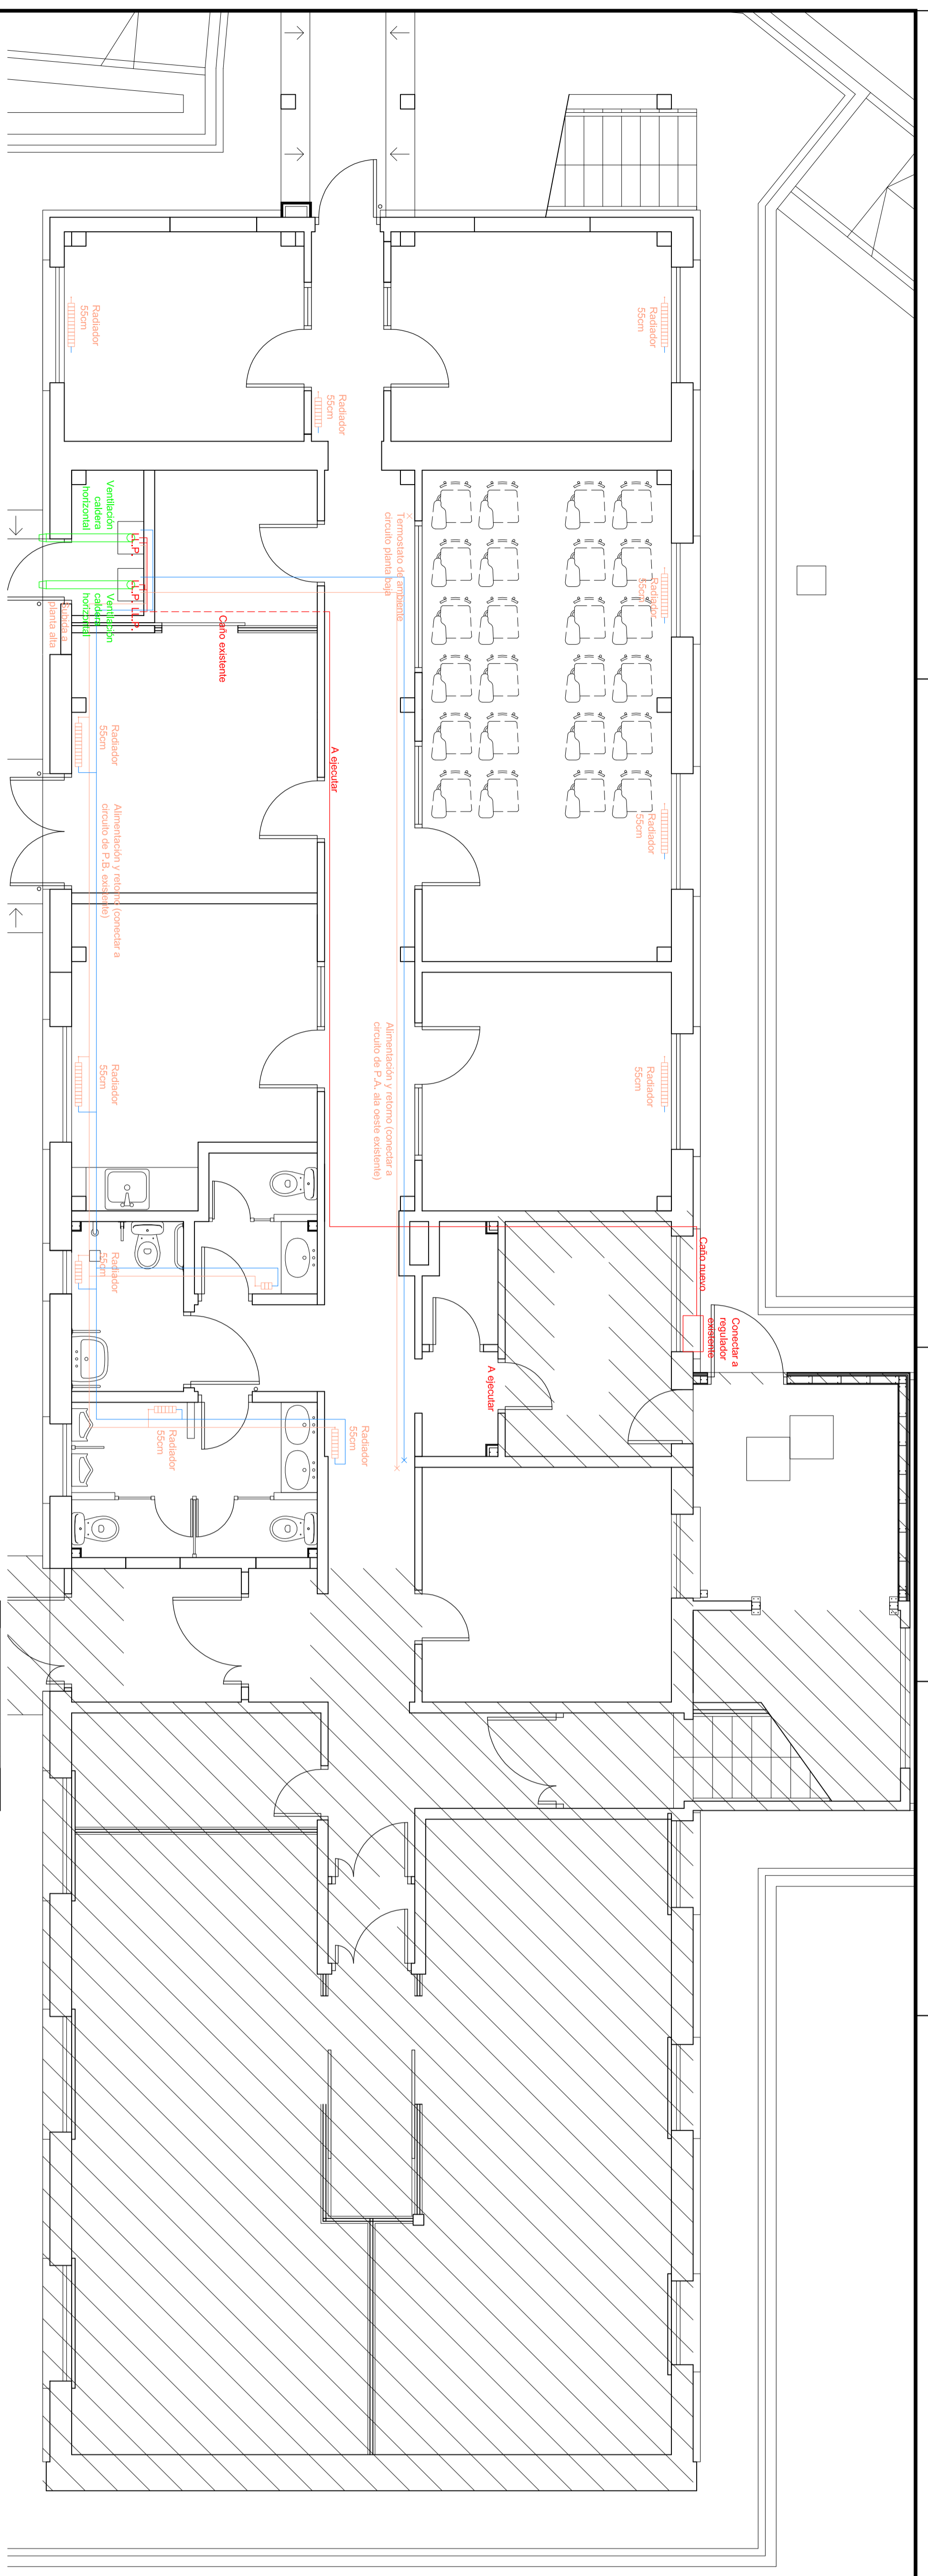 Radiador
55cm
Radiador
55cm
Radiador
55cm
Ventilación
caldera
horizontal
LL.P.
Termostato de ambiente
circuito planta baja
Radiador
55cm
LL.P.
LL.P.
Ventilación
caldera
horizontal
Subida a
planta alta
Caño existente
Radiador
55cm
A ejecutar
Alimentación y retorno (conectar a
circuito de P.B. existente)
Radiador
55cm
Alimentación y retorno (conectar a
circuito de P.A. ala oeste existente)
Radiador
55cm
Radiador
55cm
Caño nuevo
Radiador
55cm
Conectar a
regulador
existente
A ejecutar
Radiador
55cm
Radiador
55cm